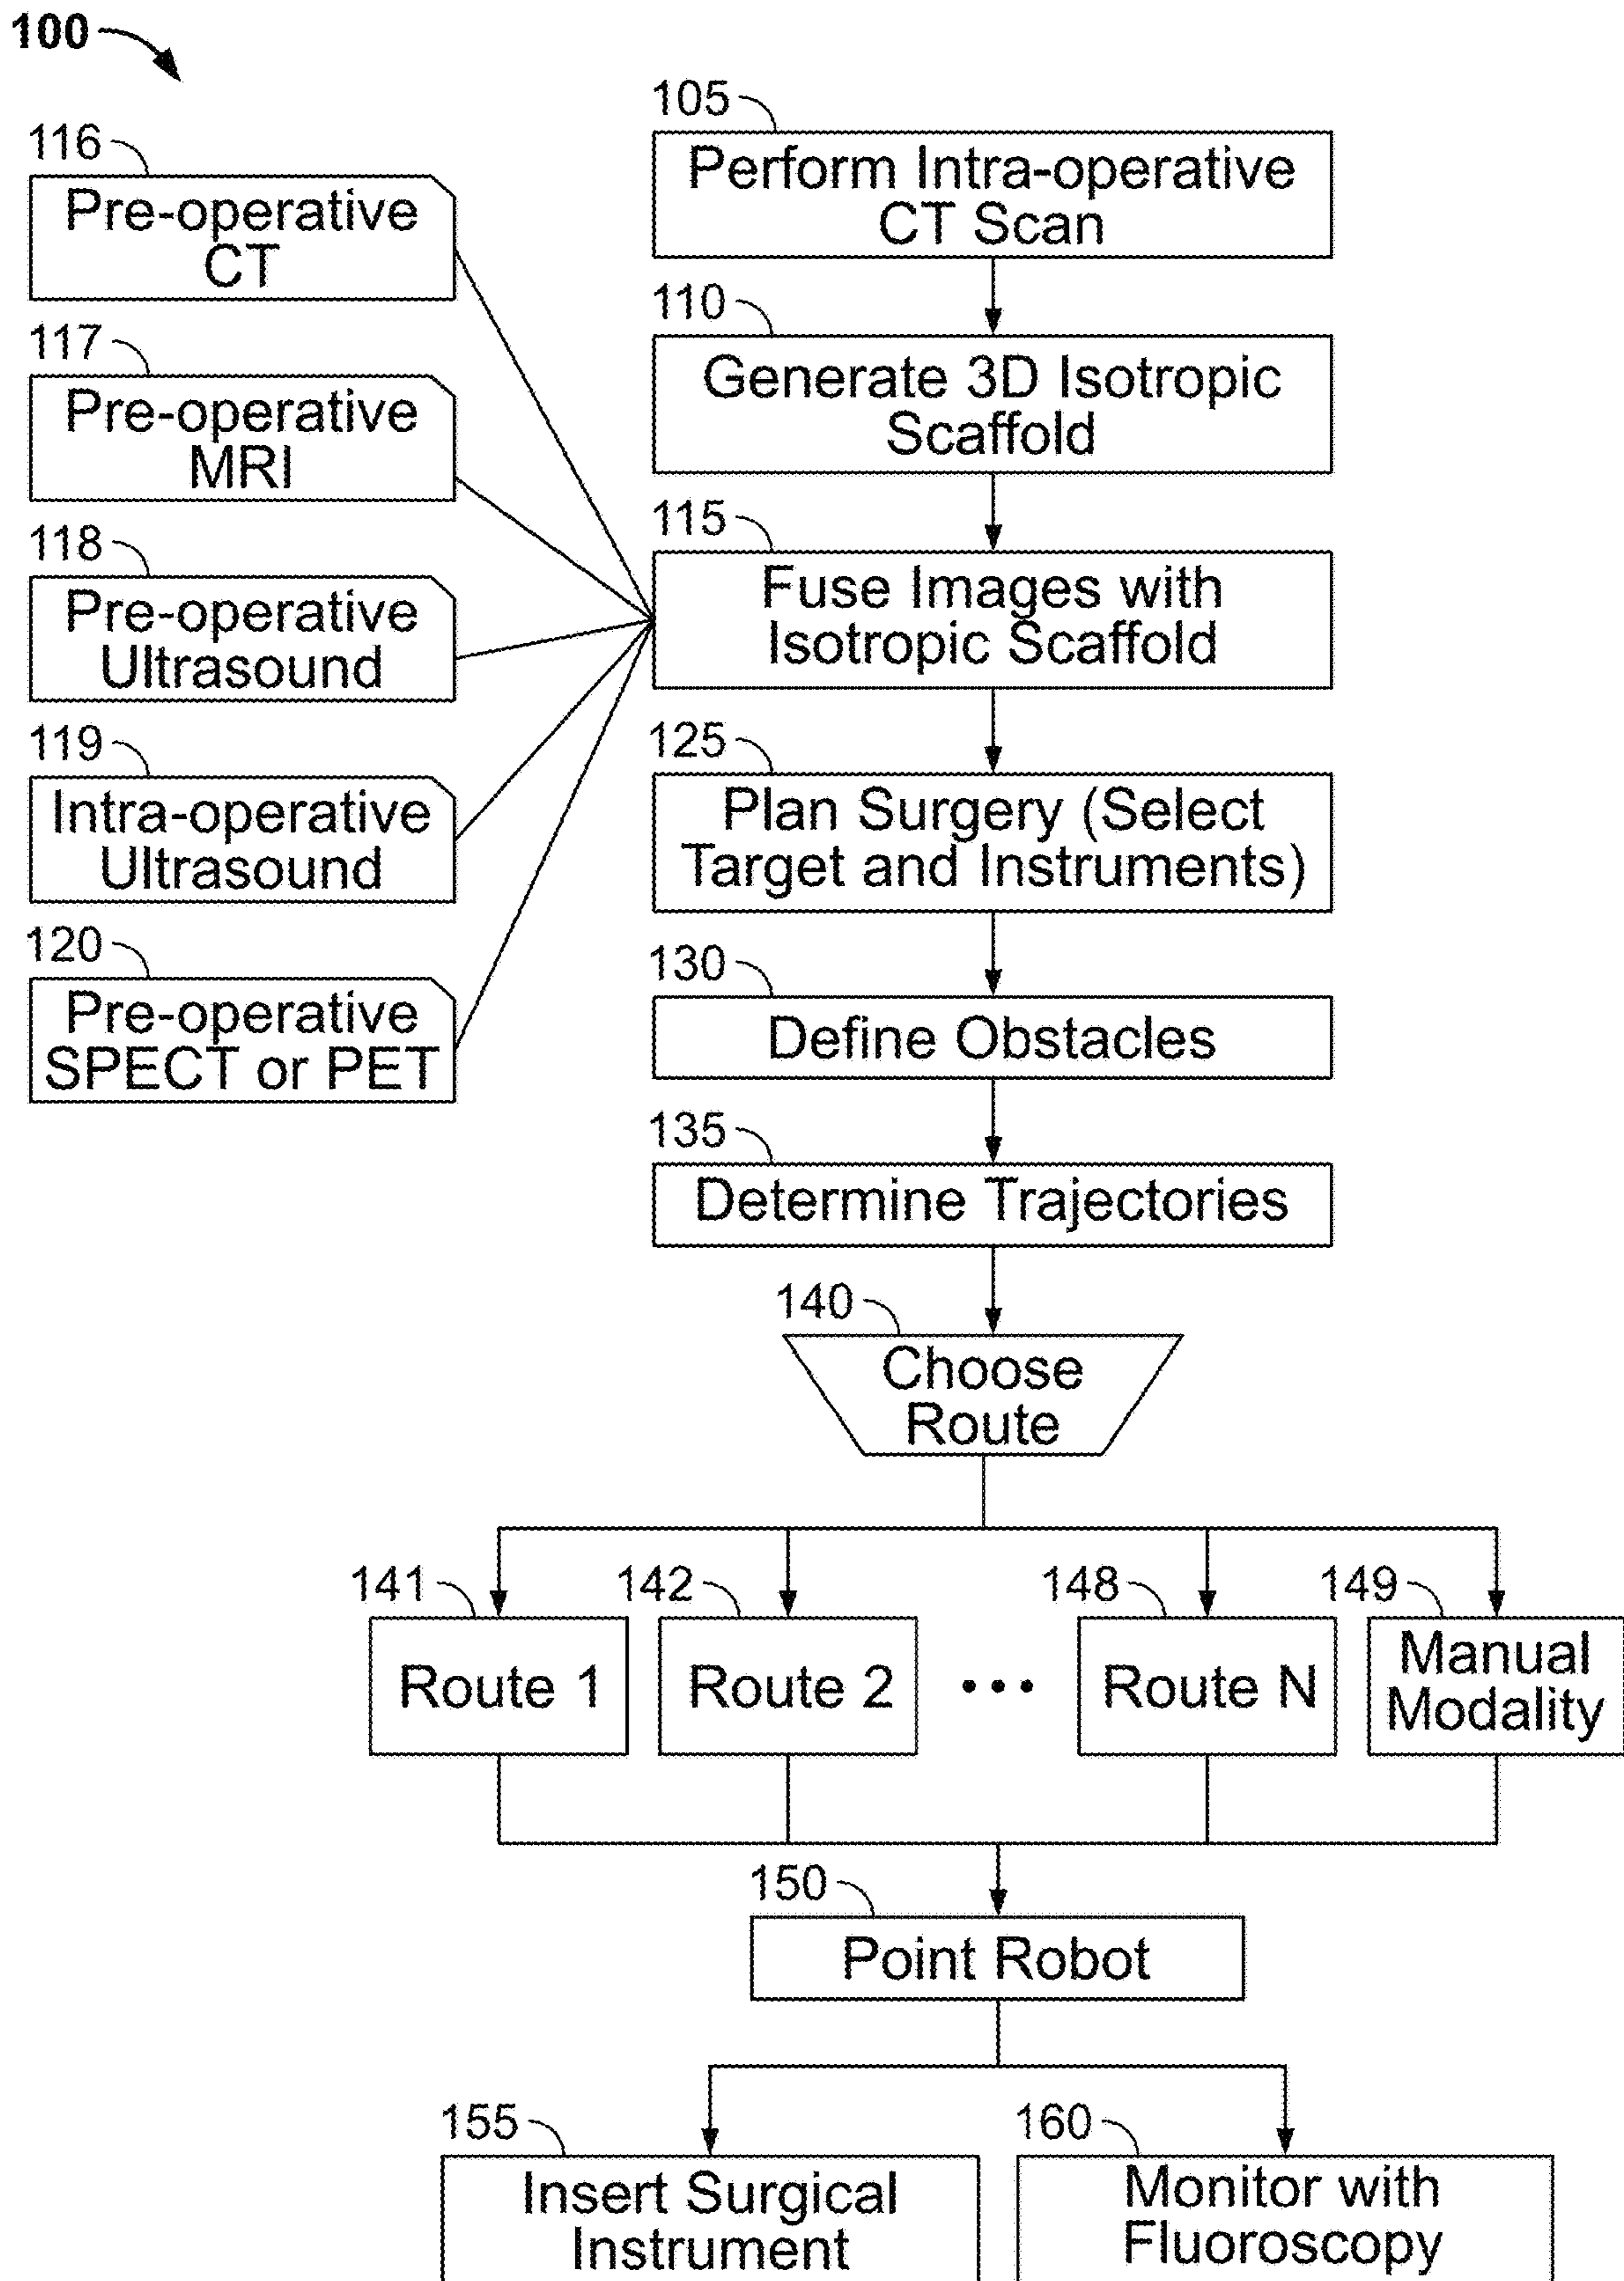 100
105
Perform Intra-operative
CT Scan
116
Pre-operative
CT
110
Generate 3D Isotropic
Scaffold
117
Pre-operative
MRI
115
Fuse Images with
Isotropic Scaffold
118
Pre-operative
Ultrasound
125
Plan Surgery (Select
Target and Instruments)
119
Intra-operative
Ultrasound
120
Pre-operative
SPECT or PET
130
Define Obstacles
135
Determine Trajectories
140
Choose
Route
141
Route 1
142
Route 2
•••
148
Route N
149
Manual
Modality
150
Point Robot
155
Insert Surgical
Instrument
160
Monitor with
Fluoroscopy